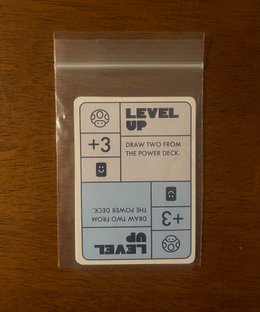 LEVEL
UP
+3
DRAW TWO FROM
THE POWER DECK.
LEVEL
UP
+3
DRAW TWO FROM
THE POWER DECK.